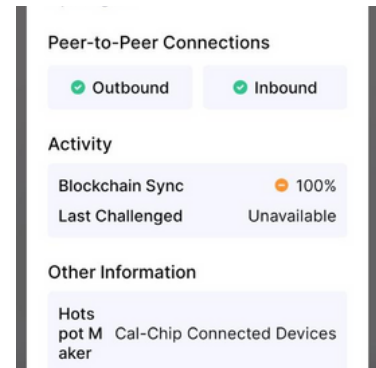 Peer-to-Peer Connections
Outbound Inbound
Activity
Blockchain Sync 100%
Last Challenged Unavailable
Other Information
Hots
pot M Cal-Chip Connected Devices
aker